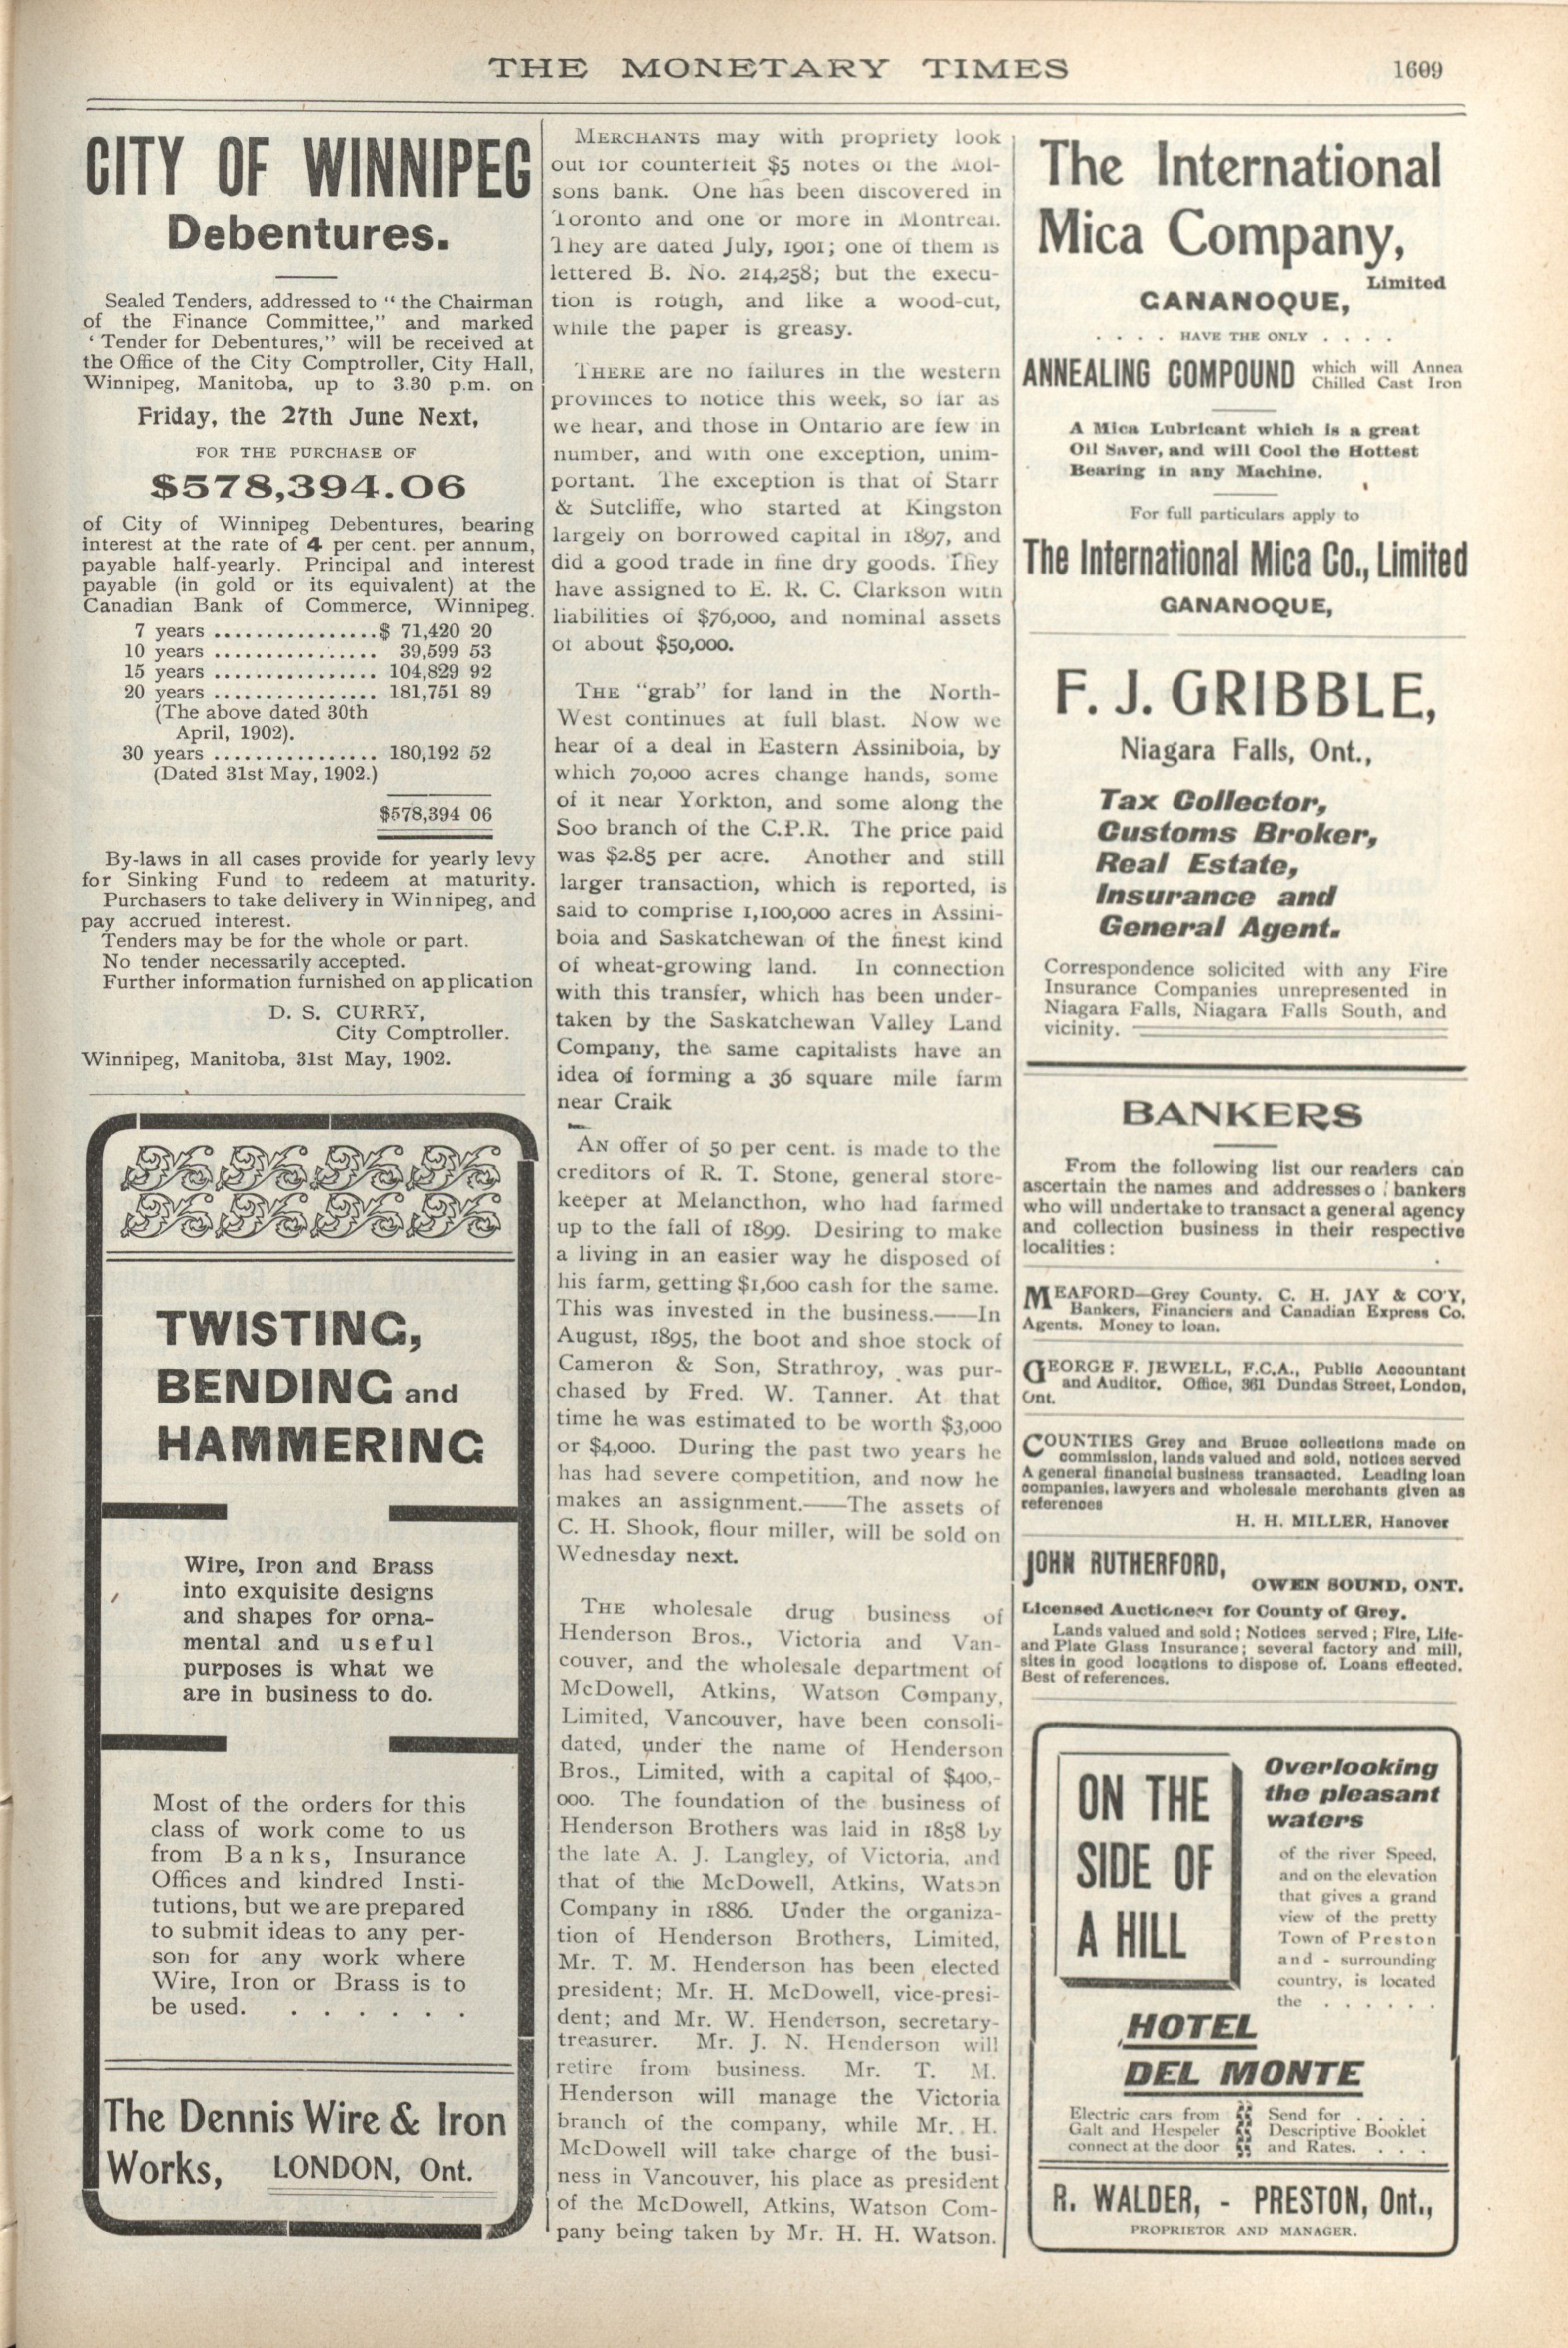 THE MONETARY TIMES
1609
CITY OF WINNIPEG
Debentures.
Sealed Tenders, addressed to “ the Chairman
of the Finance Committee,” and marked
‘ Tender for Debentures,” will be received at
the Office of the City Comptroller, City Hall,
Winnipeg, Manitoba, up to 3.30 p.m. on
Friday, the 27th June Next,
FOR THE PURCHASE OF
$578,394.06
of City of Winnipeg Debentures, bearing
interest at the rate of 4 per cent. per annum,
payable half-yearly. Principal and interest
payable (in gold or its equivalent) at the
Canadian Bank of Commerce, Winnipeg.
7 years ................$ 71,420 20
10 years ................ 39,599 53
15 years ................ 104,829 92
20 years ................ 181,751 89
(The above dated 30th
April, 1902).
30 years ................ 180,192 52
(Dated 31st May, 1902.)
$578,394 06
By-laws in all cases provide for yearly levy
for Sinking Fund to redeem at maturity.
Purchasers to take delivery in Winnipeg, and
pay accrued interest.
Tenders may be for the whole or part.
No tender necessarily accepted.
Further information furnished on application
D. S. CURRY,
City Comptroller.
Winnipeg, Manitoba, 31st May, 1902.
TWISTING,
BENDING and
HAMMERING
Wire, Iron and Brass
into exquisite designs
and shapes for orna-
mental and useful
purposes is what we
are in business to do.
Most of the orders for this
class of work come to us
from Banks, Insurance
Offices and kindred Insti-
tutions, but we are prepared
to submit ideas to any per-
son for any work where
Wire, Iron or Brass is to
be used. . . . . . .
The Dennis Wire & Iron
Works, LONDON, Ont.
MERCHANTS may with propriety look
out for counterfeit $5 notes of the Mol-
sons bank. One has been discovered in
Toronto and one or more in Montreal.
They are dated July, 1901; one of them is
lettered B. No. 214,258; but the execu-
tion is rough, and like a wood-cut,
while the paper is greasy.
THERE are no failures in the western
provinces to notice this week, so far as
we hear, and those in Ontario are few in
number, and with one exception, unim-
portant. The exception is that of Starr
& Sutcliffe, who started at Kingston
largely on borrowed capital in 1897, and
did a good trade in fine dry goods. They
have assigned to E. R. C. Clarkson with
liabilities of $76,000, and nominal assets
of about $50,000.
THE “grab” for land in the North-
West continues at full blast. Now we
hear of a deal in Eastern Assiniboia, by
which 70,000 acres change hands, some
of it near Yorkton, and some along the
Soo branch of the C.P.R. The price paid
was $2.85 per acre. Another and still
larger transaction, which is reported, is
said to comprise 1,100,000 acres in Assini-
boia and Saskatchewan of the finest kind
of wheat-growing land. In connection
with this transfer, which has been under-
taken by the Saskatchewan Valley Land
Company, the same capitalists have an
idea of forming a 36 square mile farm
near Craik
AN offer of 50 per cent. is made to the
creditors of R. T. Stone, general store-
keeper at Melancthon, who had farmed
up to the fall of 1899. Desiring to make
a living in an easier way he disposed of
his farm, getting $1,600 cash for the same.
This was invested in the business.——In
August, 1895, the boot and shoe stock of
Cameron & Son, Strathroy, was pur-
chased by Fred. W. Tanner. At that
time he was estimated to be worth $3,000
or $4,000. During the past two years he
has had severe competition, and now he
makes an assignment.——The assets of
C. H. Shook, flour miller, will be sold on
Wednesday next.
THE wholesale drug business of
Henderson Bros., Victoria and Van-
couver, and the wholesale department of
McDowell, Atkins, Watson Company,
Limited, Vancouver, have been consoli-
dated, under the name of Henderson
Bros., Limited, with a capital of $400,-
000. The foundation of the business of
Henderson Brothers was laid in 1858 by
the late A. J. Langley, of Victoria, and
that of the McDowell, Atkins, Watson
Company in 1886. Under the organiza-
tion of Henderson Brothers, Limited,
Mr. T. M. Henderson has been elected
president; Mr. H. McDowell, vice-presi-
dent; and Mr. W. Henderson, secretary-
treasurer. Mr. J. N. Henderson will
retire from business. Mr. T. M.
Henderson will manage the Victoria
branch of the company, while Mr. H.
McDowell will take charge of the busi-
ness in Vancouver, his place as president
of the McDowell, Atkins, Watson Com-
pany being taken by Mr. H. H. Watson.
The International
Mica Company,
Limited
GANANOQUE,
. . . . HAVE THE ONLY . . . .
ANNEALING COMPOUND which will Annea
Chilled Cast Iron
A Mica Lubricant which is a great
Oil Saver, and will Cool the Hottest
Bearing in any Machine.
For full particulars apply to
The International Mica Co., Limited
GANANOQUE,
F. J. GRIBBLE,
Niagara Falls, Ont.,
Tax Collector,
Customs Broker,
Real Estate,
Insurance and
General Agent.
Correspondence solicited with any Fire
Insurance Companies unrepresented in
Niagara Falls, Niagara Falls South, and
vicinity.
BANKERS
From the following list our readers can
ascertain the names and addresses o: bankers
who will undertake to transact a general agency
and collection business in their respective
localities :
MEAFORD—Grey County. C. H. JAY & CO'Y,
Bankers, Financiers and Canadian Express Co.
Agents. Money to loan.
GEORGE F. JEWELL, F.C.A., Public Accountant
and Auditor. Office, 361 Dundas Street, London,
Ont.
COUNTIES Grey and Bruce collections made on
commission, lands valued and sold, notices served
A general financial business transacted. Leading loan
companies, lawyers and wholesale merchants given as
references
H. H. MILLER, Hanover
JOHN RUTHERFORD,
OWEN SOUND, ONT.
Licensed Auctioneer for County of Grey.
Lands valued and sold ; Notices served ; Fire, Life-
and Plate Glass Insurance; several factory and mill,
sites in good locations to dispose of. Loans effected.
Best of references.
ON THE
SIDE OF
A HILL
Overlooking
the pleasant
waters
of the river Speed,
and on the elevation
that gives a grand
view of the pretty
Town of Preston
and - surrounding
country, is located
the . . . . . .
HOTEL
DEL MONTE
Electric cars from
Galt and Hespeler
connect at the door
Send for . . . .
Descriptive Booklet
and Rates. . . .
R. WALDER, - PRESTON, Ont.,
PROPRIETOR AND MANAGER.